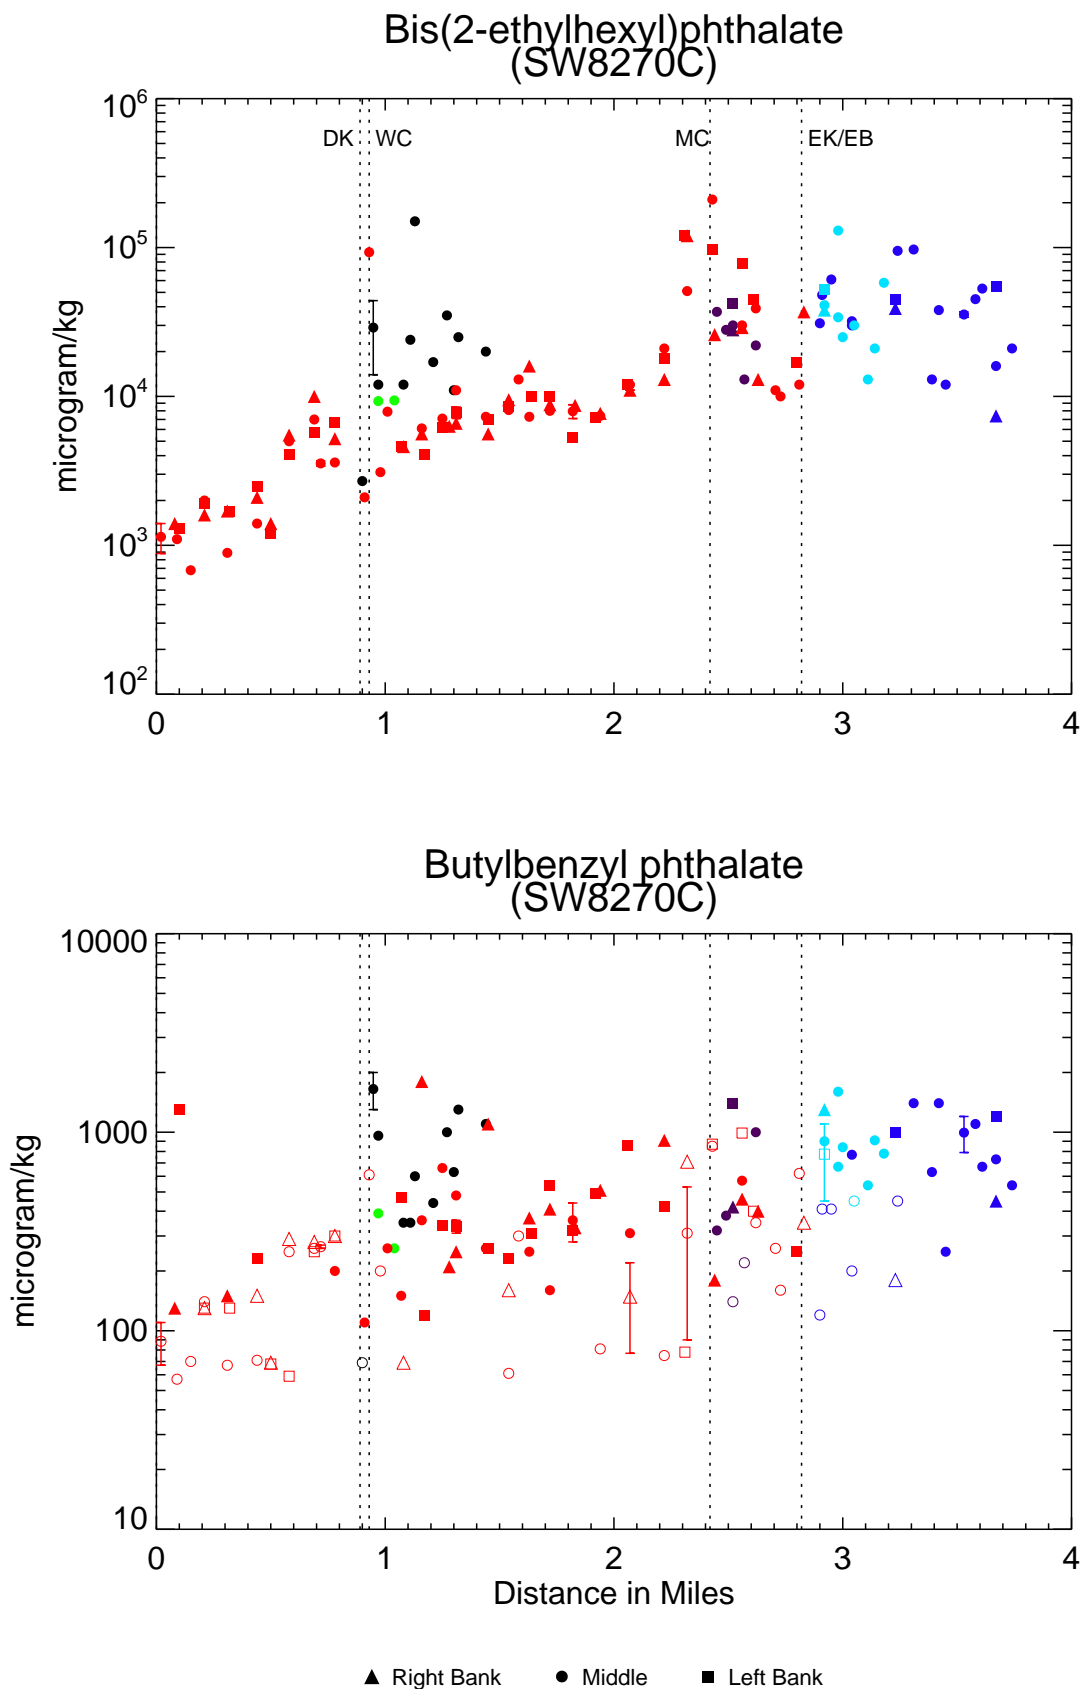 Bis(2-ethylhexyl)phthalate
(SW8270C)
10^6
DK WC MC EK/EB
10^5
microgram/kg
10^4
10^3
10^2
0 1 2 3 4
Butylbenzyl phthalate
(SW8270C)
10000
1000
microgram/kg
100
10
0 1 2 3 4
Distance in Miles
Right Bank Middle Left Bank